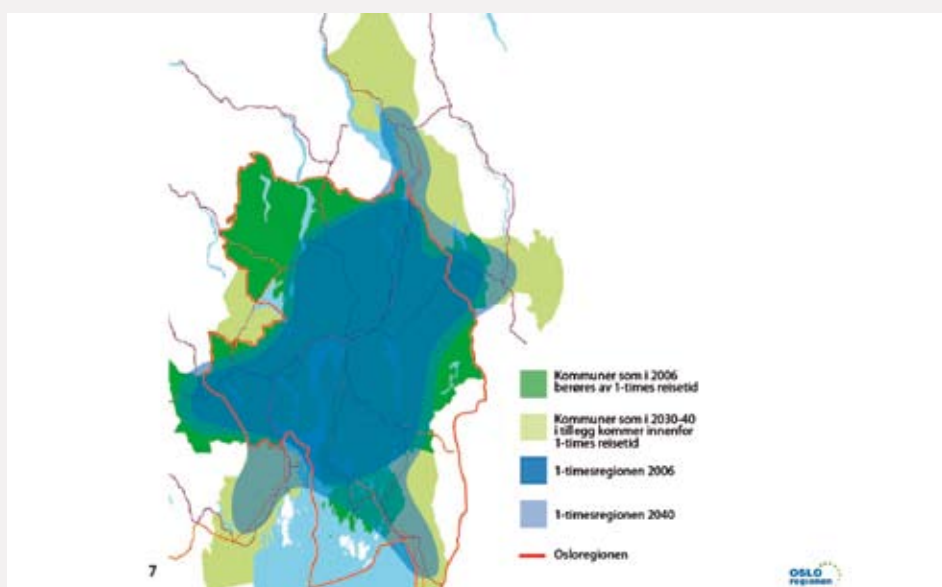 Kommuner som i 2006
berøres av 1-times reisetid
Kommuner som i 2030-40
i tillegg kommer innenfor
1-times reisetid
1-timesregionen 2006
1-timesregionen 2040
Osloregionen
7
OSLO
regionen